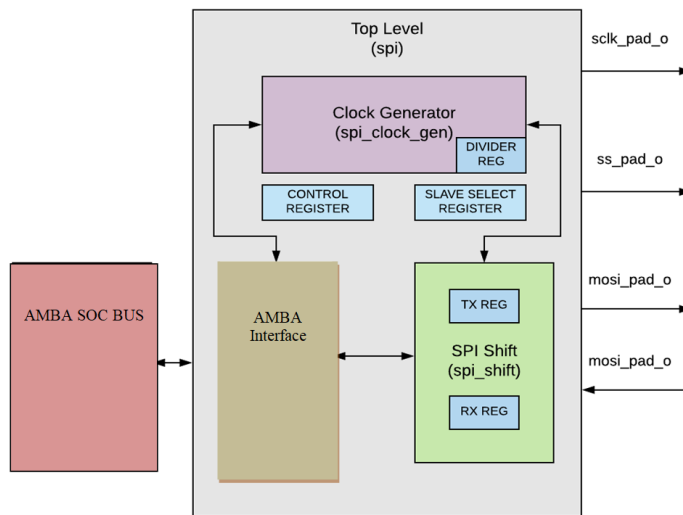 Top Level
(spi)
sclk_pad_o
Clock Generator
(spi_clock_gen)
DIVIDER
REG
ss_pad_o
CONTROL
REGISTER
SLAVE SELECT
REGISTER
AMBA SOC BUS
AMBA
Interface
TX REG
mosi_pad_o
SPI Shift
(spi_shift)
mosi_pad_o
RX REG